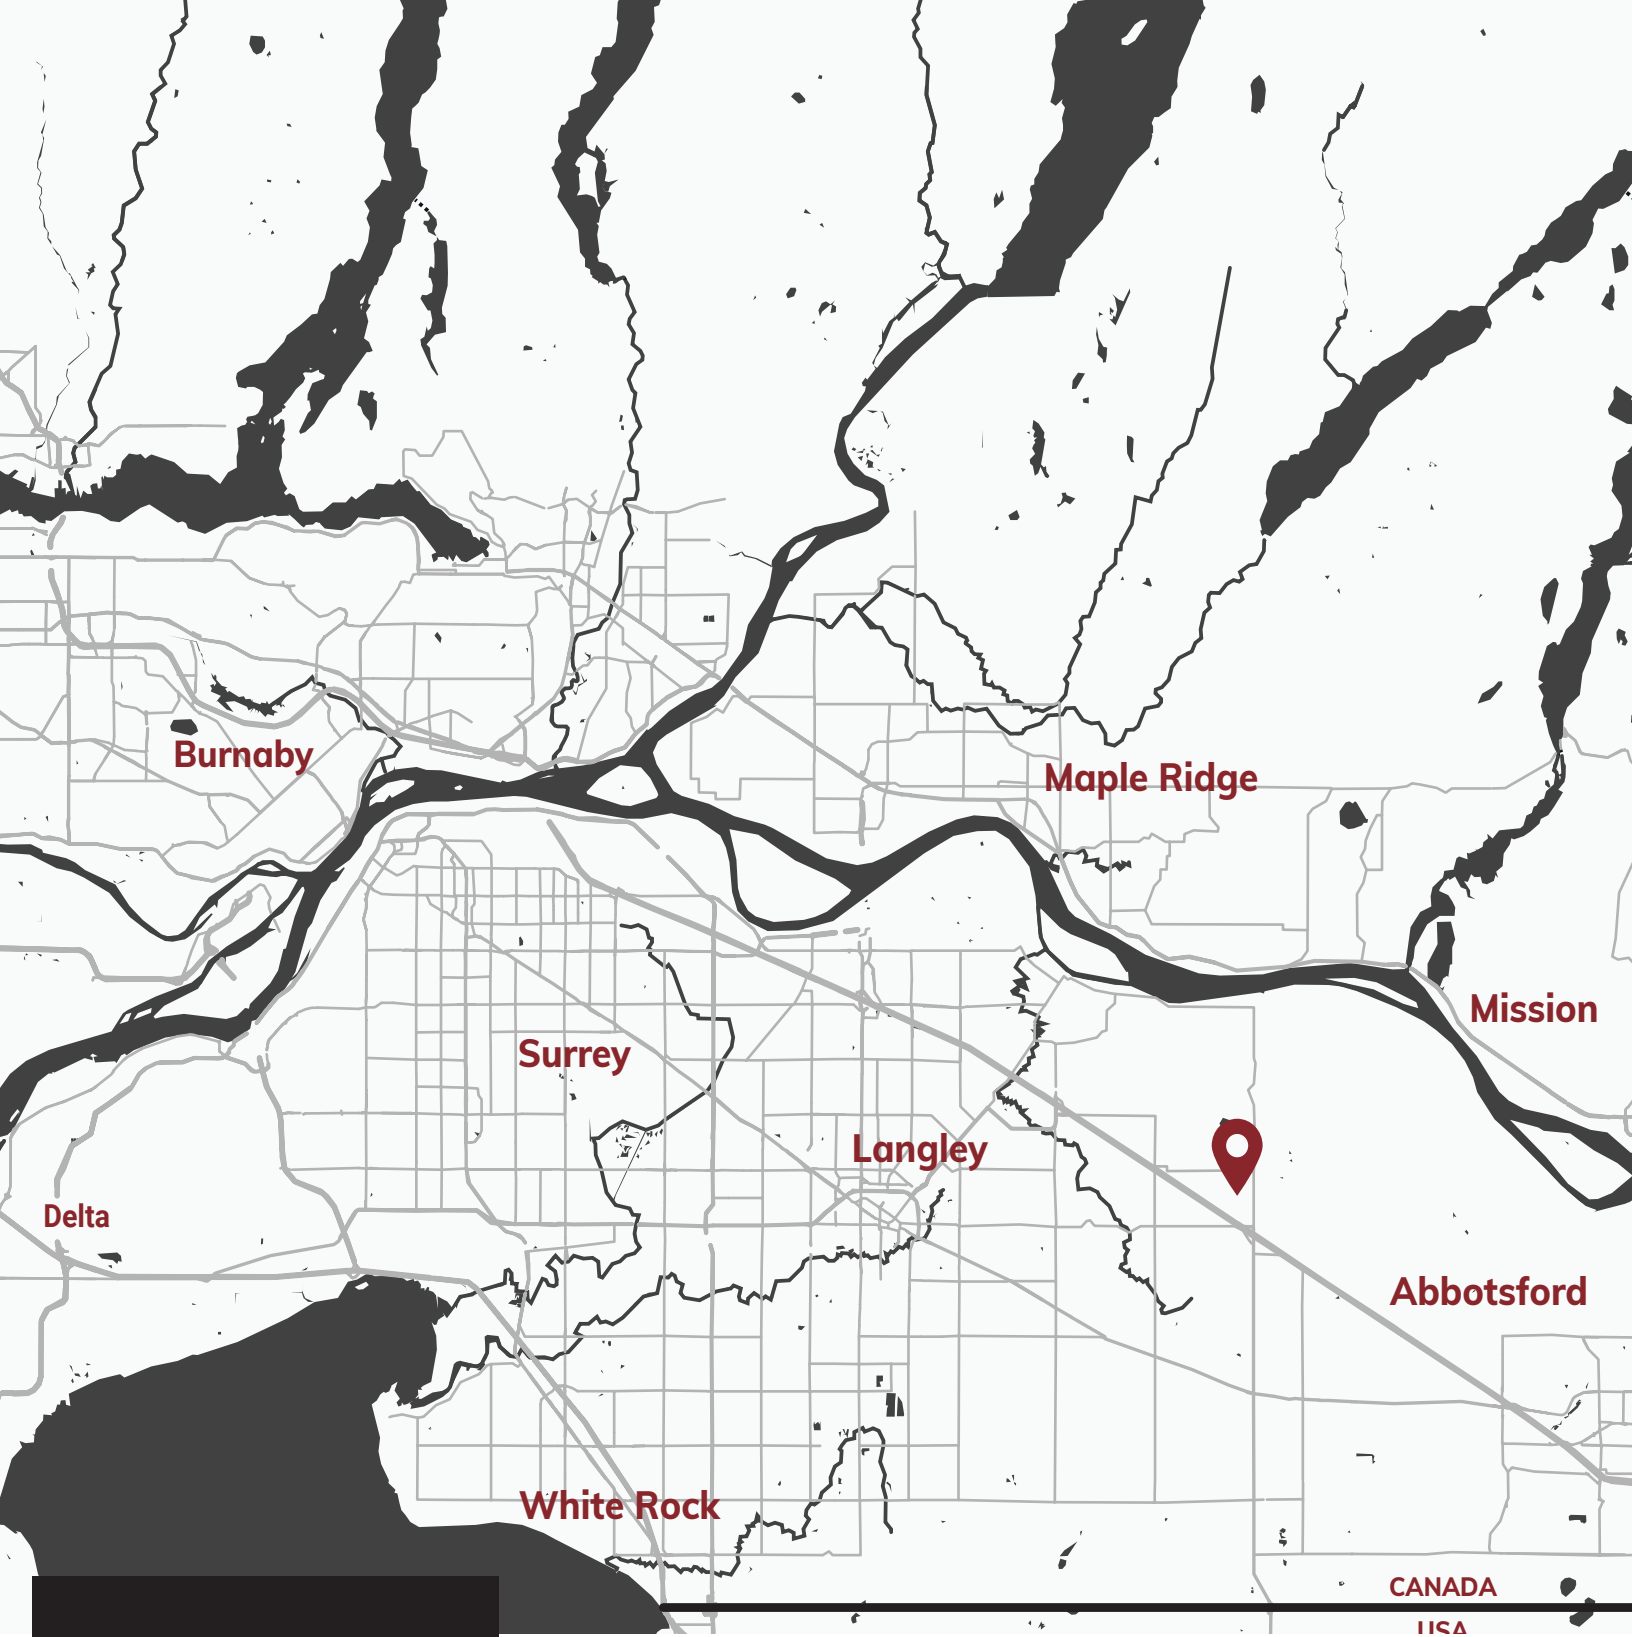 Burnaby
Maple Ridge
Mission
Surrey
Langley
Delta
Abbotsford
White Rock
CANADA
USA